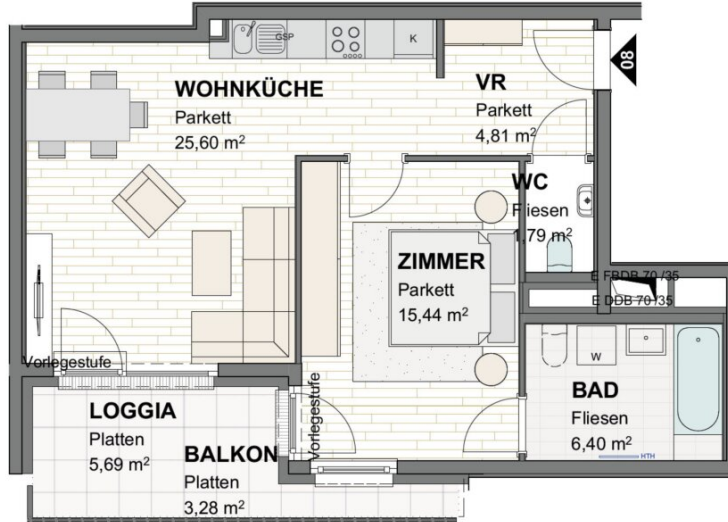 GSP
K
WOHNKÜCHE
Parkett
25,60 m²
VR
Parkett
4,81 m²
08
WC
Fliesen
1,79 m²
ZIMMER
Parkett
15,44 m²
E FBDB 70 /35
E DDB 70 /35
W
BAD
Fliesen
6,40 m²
HTH
Vorlegestufe
Vorlegestufe
LOGGIA
Platten
5,69 m²
BALKON
Platten
3,28 m²